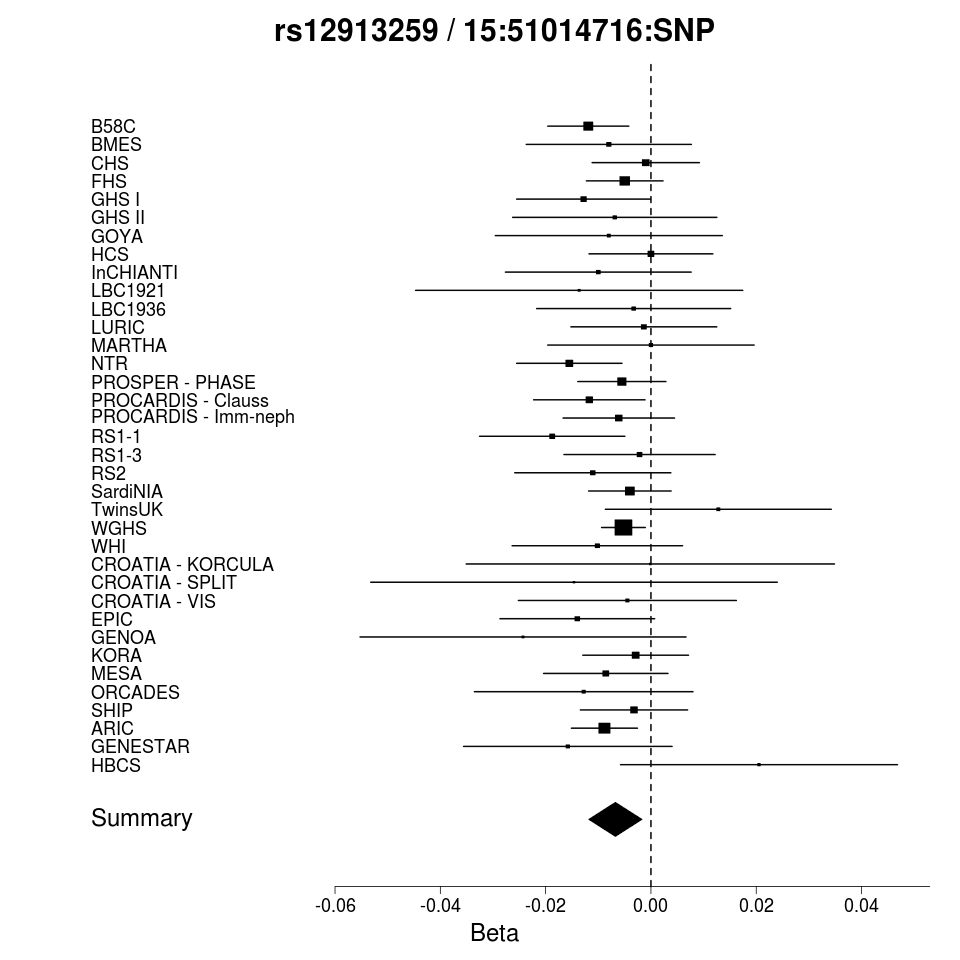 rs12913259 / 15:51014716:SNP
B58C
BMES
CHS
FHS
GHS I
GHS II
GOYA
HCS
InCHIANTI
LBC1921
LBC1936
LURIC
MARTHA
NTR
PROSPER - PHASE
PROCARDIS - Clauss
PROCARDIS - Imm-neph
RS1-1
RS1-3
RS2
SardiNIA
TwinsUK
WGHS
WHI
CROATIA - KORCULA
CROATIA - SPLIT
CROATIA - VIS
EPIC
GENOA
KORA
MESA
ORCADES
SHIP
ARIC
GENESTAR
HBCS
Summary
-0.06 -0.04 -0.02 0.00 0.02 0.04
Beta